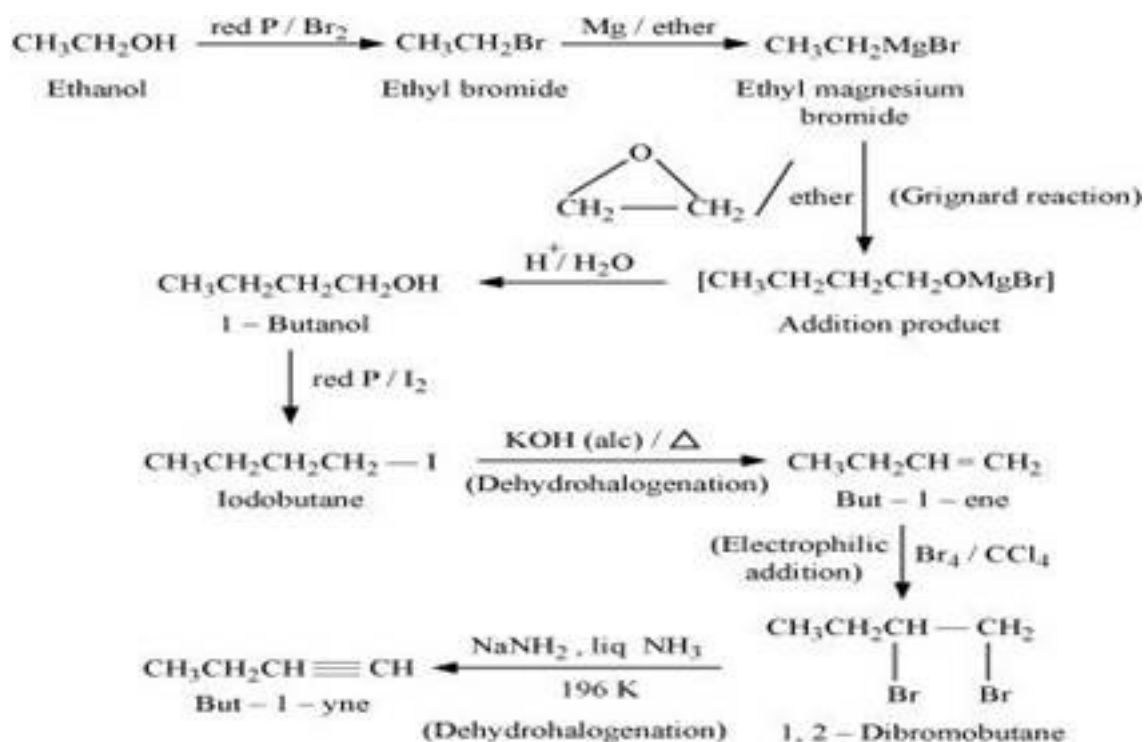 CH₃CH₂OH red P / Br₂ CH₃CH₂Br Mg / ether CH₃CH₂MgBr
Ethanol Ethyl bromide Ethyl magnesium
bromide
O
CH₂ — CH₂ / ether (Grignard reaction)
CH₃CH₂CH₂CH₂OH H⁺/ H₂O [CH₃CH₂CH₂CH₂OMgBr]
1 – Butanol Addition product
red P / I₂
CH₃CH₂CH₂CH₂ — I KOH (alc) / △ CH₃CH₂CH = CH₂
Iodobutane (Dehydrohalogenation) But – 1 – ene
(Electrophilic
addition) Br₄ / CCl₄
CH₃CH₂CH — CH₂
Br Br
CH₃CH₂CH ≡ CH NaNH₂ , liq NH₃
But – 1 – yne 196 K
(Dehydrohalogenation) 1, 2 – Dibromobutane